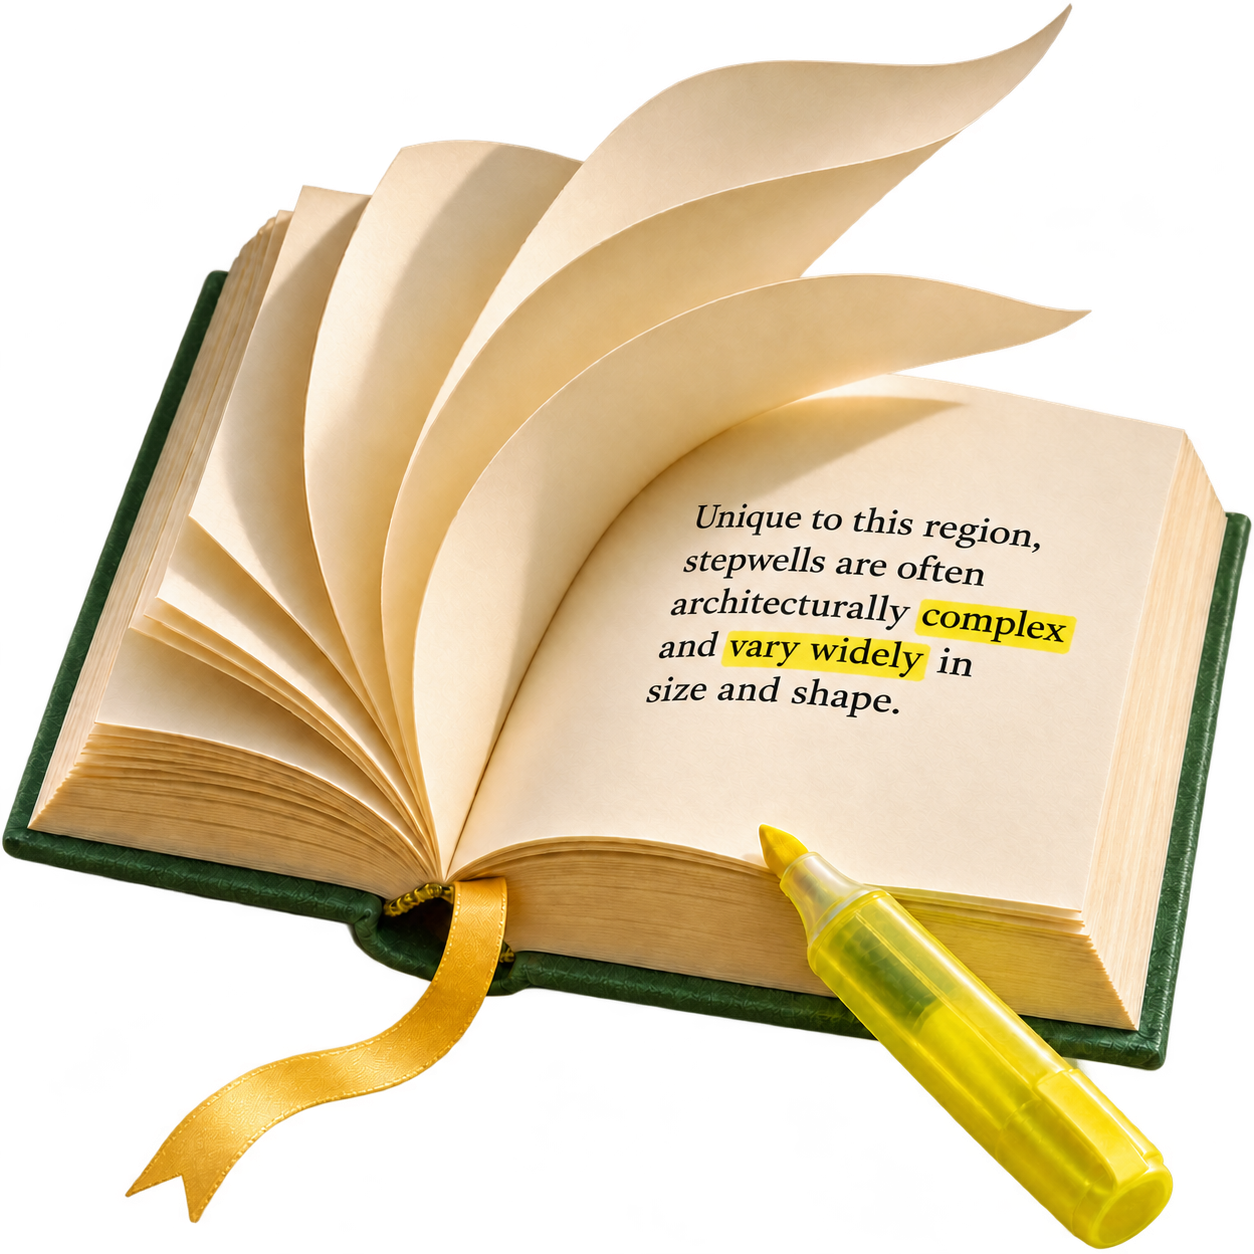 Unique to this region,
stepwells are often
architecturally complex
and vary widely in
size and shape.